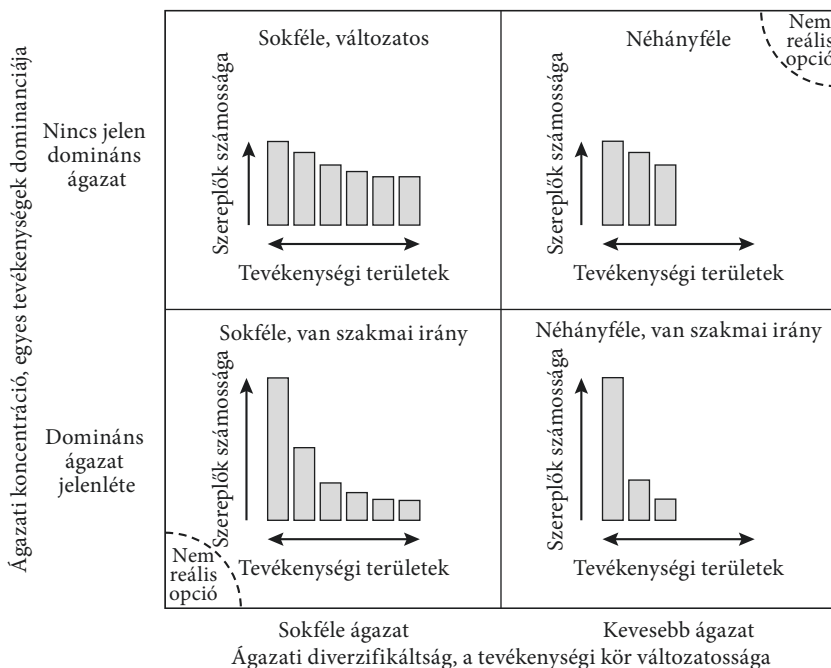 Ágazati koncentráció, egyes tevékenységek dominanciája
Sokféle, változatos
Néhányféle
Nem
reális
opció
Nincs jelen
domináns
ágazat
Szereplők számossága
Tevékenységi területek
Szereplők számossága
Tevékenységi területek
Sokféle, van szakmai irány
Néhányféle, van szakmai irány
Domináns
ágazat
jelenléte
Szereplők számossága
Tevékenységi területek
Szereplők számossága
Tevékenységi területek
Nem
reális
opció
Sokféle ágazat
Kevesebb ágazat
Ágazati diverzifikáltság, a tevékenységi kör változatossága